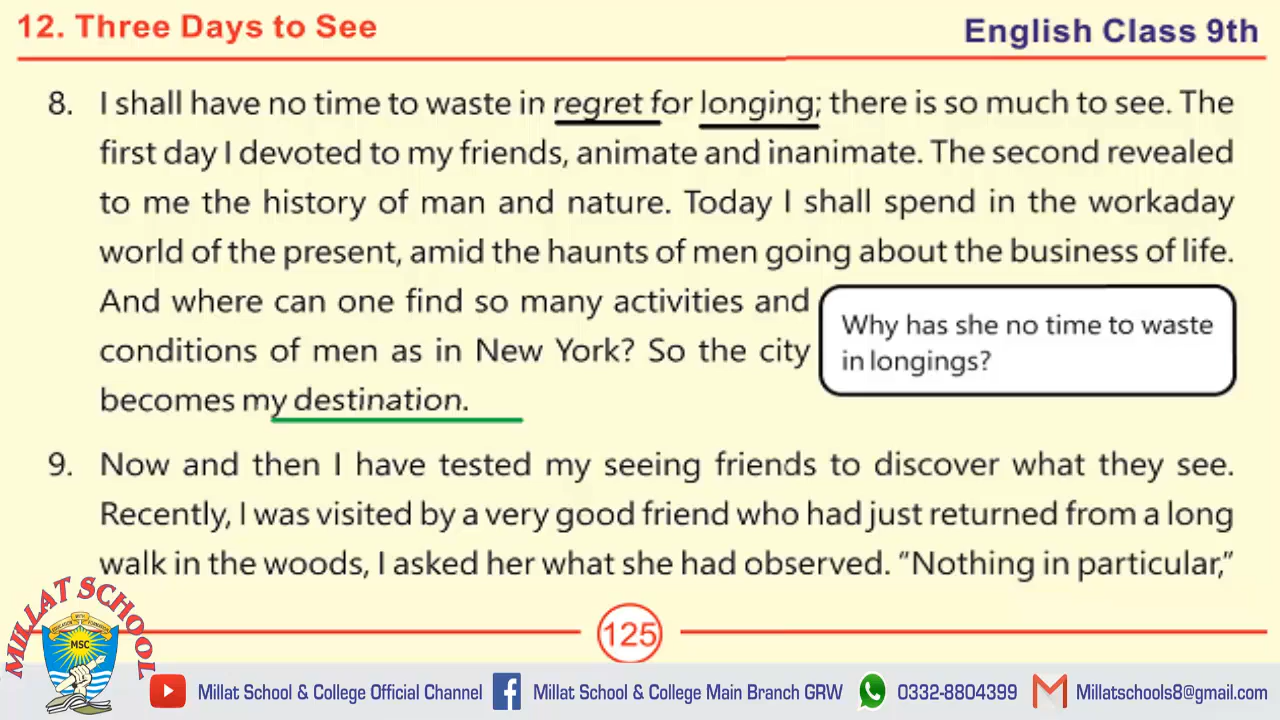 12. Three Days to See
English Class 9th
8. I shall have no time to waste in regret for longing; there is so much to see. The
first day I devoted to my friends, animate and inanimate. The second revealed
to me the history of man and nature. Today I shall spend in the workaday
world of the present, amid the haunts of men going about the business of life.
And where can one find so many activities and
conditions of men as in New York? So the city
becomes my destination.
Why has she no time to waste
in longings?
9. Now and then I have tested my seeing friends to discover what they see.
Recently, I was visited by a very good friend who had just returned from a long
walk in the woods, I asked her what she had observed. “Nothing in particular,”
125
MILLAT SCHOOL
MSC
Millat School & College Official Channel
Millat School & College Main Branch GRW
0332-8804399
Millatschools8@gmail.com